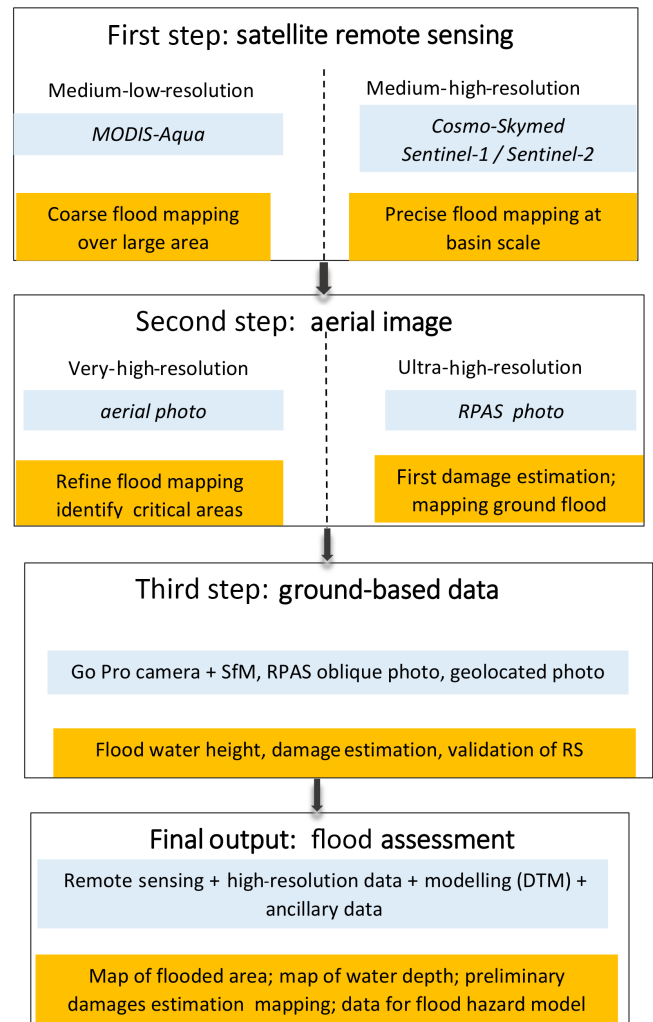 First step: satellite remote sensing
Medium-low-resolution
MODIS-Aqua
Coarse flood mapping
over large area
Medium-high-resolution
Cosmo-Skymed
Sentinel-1 / Sentinel-2
Precise flood mapping at
basin scale
Second step: aerial image
Very-high-resolution
aerial photo
Refine flood mapping
identify critical areas
Ultra-high-resolution
RPAS photo
First damage estimation;
mapping ground flood
Third step: ground-based data
Go Pro camera + SfM, RPAS oblique photo, geolocated photo
Flood water height, damage estimation, validation of RS
Final output: flood assessment
Remote sensing + high-resolution data + modelling (DTM) +
ancillary data
Map of flooded area; map of water depth; preliminary
damages estimation mapping; data for flood hazard model